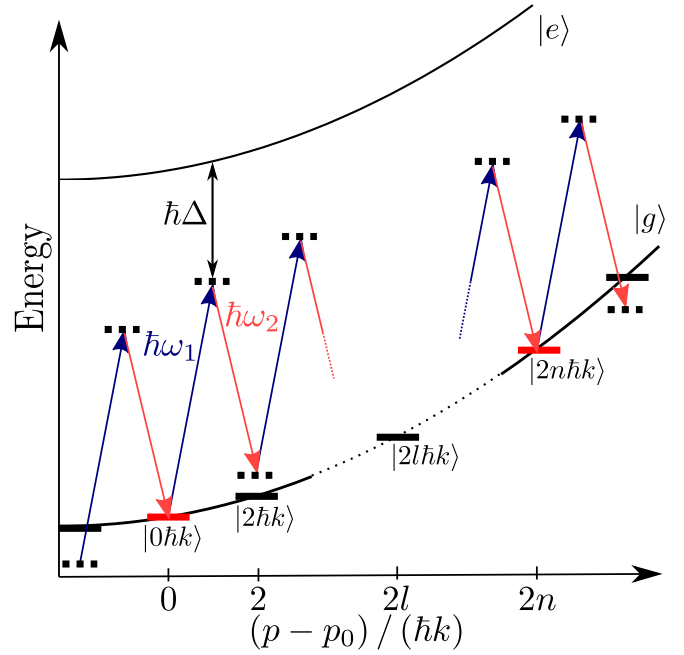 |e⟩
|g⟩
ħΔ
Energy
ħω₁
ħω₂
|2nħk⟩
|2lħk⟩
|2ħk⟩
|0ħk⟩
0 2 2l 2n
(p − p₀) / (ħk)